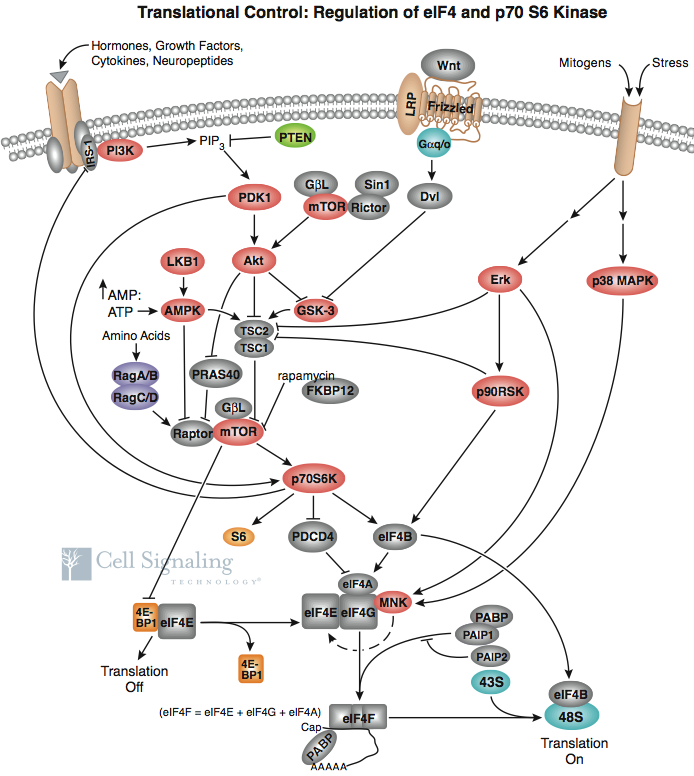 Translational Control: Regulation of eIF4 and p70 S6 Kinase
Hormones, Growth Factors,
Cytokines, Neuropeptides
Wnt
Mitogens
Stress
LRP
Frizzled
IRS-1
PI3K
PIP3
PTEN
Gαq/o
PDK1
GβL
Sin1
mTOR
Rictor
Dvl
LKB1
Akt
Erk
p38 MAPK
AMP:
ATP
AMPK
GSK-3
TSC2
TSC1
Amino Acids
RagA/B
RagC/D
PRAS40
rapamycin
FKBP12
p90RSK
GβL
Raptor
mTOR
p70S6K
S6
PDCD4
eIF4B
Cell Signaling
TECHNOLOGY®
eIF4A
MNK
4E-
BP1
eIF4E
eIF4E
eIF4G
PABP
PAIP1
PAIP2
Translation
Off
4E-
BP1
43S
eIF4B
48S
(eIF4F = eIF4E + eIF4G + eIF4A)
eIF4F
Cap
PABP
AAAAA
Translation
On